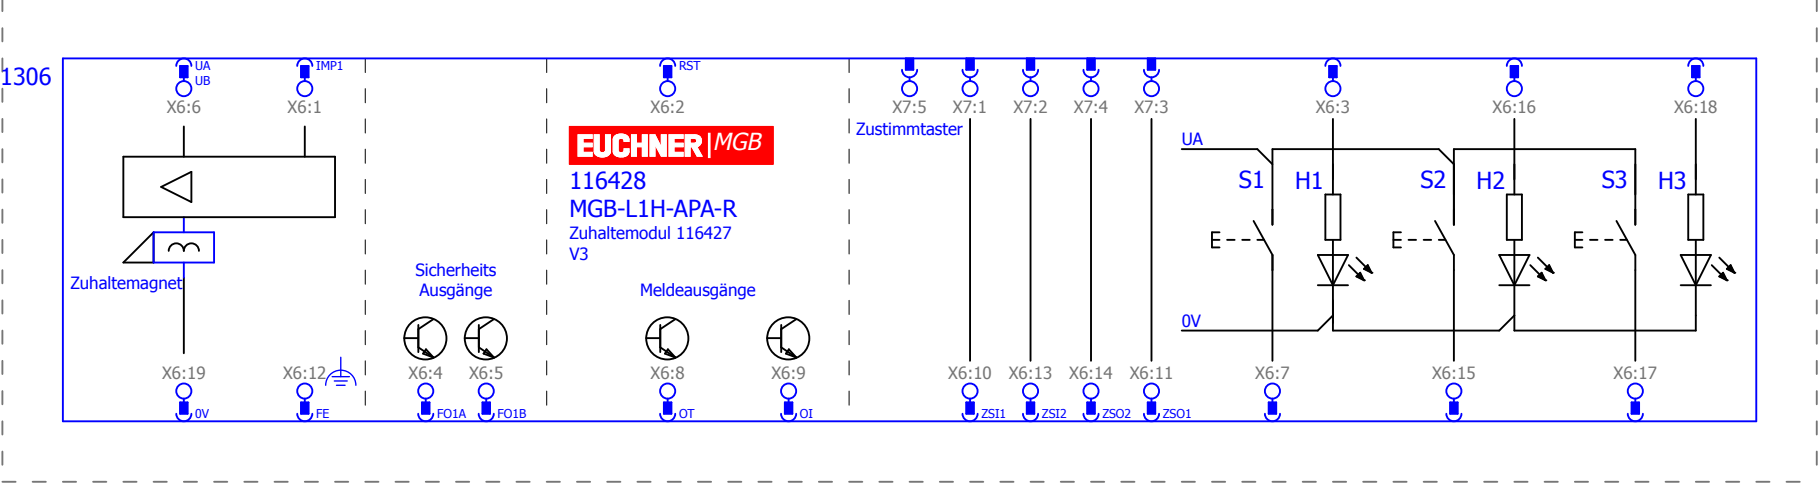 1306
UA
UB
IMP1
RST
X6:6
X6:1
X6:2
X7:5
X7:1
X7:2
X7:4
X7:3
X6:3
X6:16
X6:18
Zustimmtaster
EUCHNER|MGB
UA
116428
MGB-L1H-APA-R
Zuhaltemodul 116427
V3
S1
H1
S2
H2
S3
H3
E
E
E
Zuhaltemagnet
Sicherheits
Ausgänge
Meldeausgänge
0V
X6:19
X6:12
X6:4
X6:5
X6:8
X6:9
X6:10
X6:13
X6:14
X6:11
X6:7
X6:15
X6:17
0V
FE
FO1A
FO1B
OT
OI
ZSI1
ZSI2
ZSO2
ZSO1